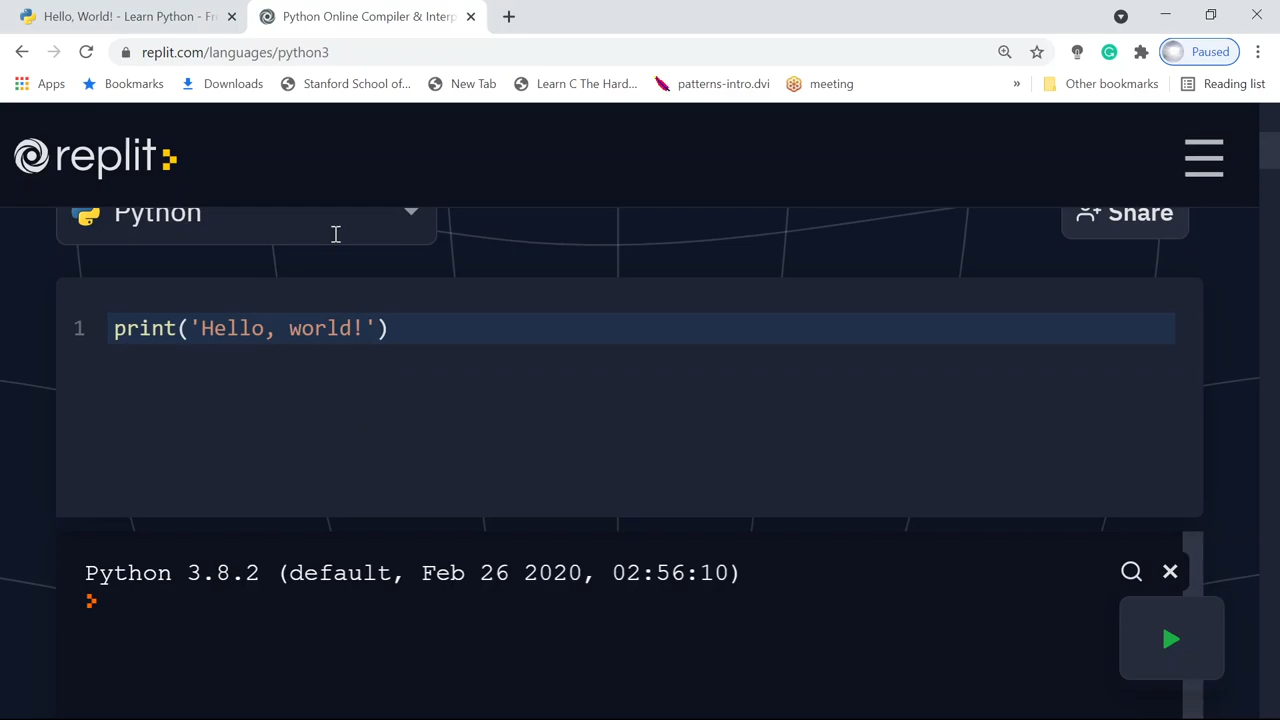 Hello, World! - Learn Python - Fr
Python Online Compiler & Interp
replit.com/languages/python3
Paused
Apps
Bookmarks
Downloads
Stanford School of...
New Tab
Learn C The Hard...
patterns-intro.dvi
meeting
»
Other bookmarks
Reading list
replit
Python
Share
1 print('Hello, world!')
Python 3.8.2 (default, Feb 26 2020, 02:56:10)